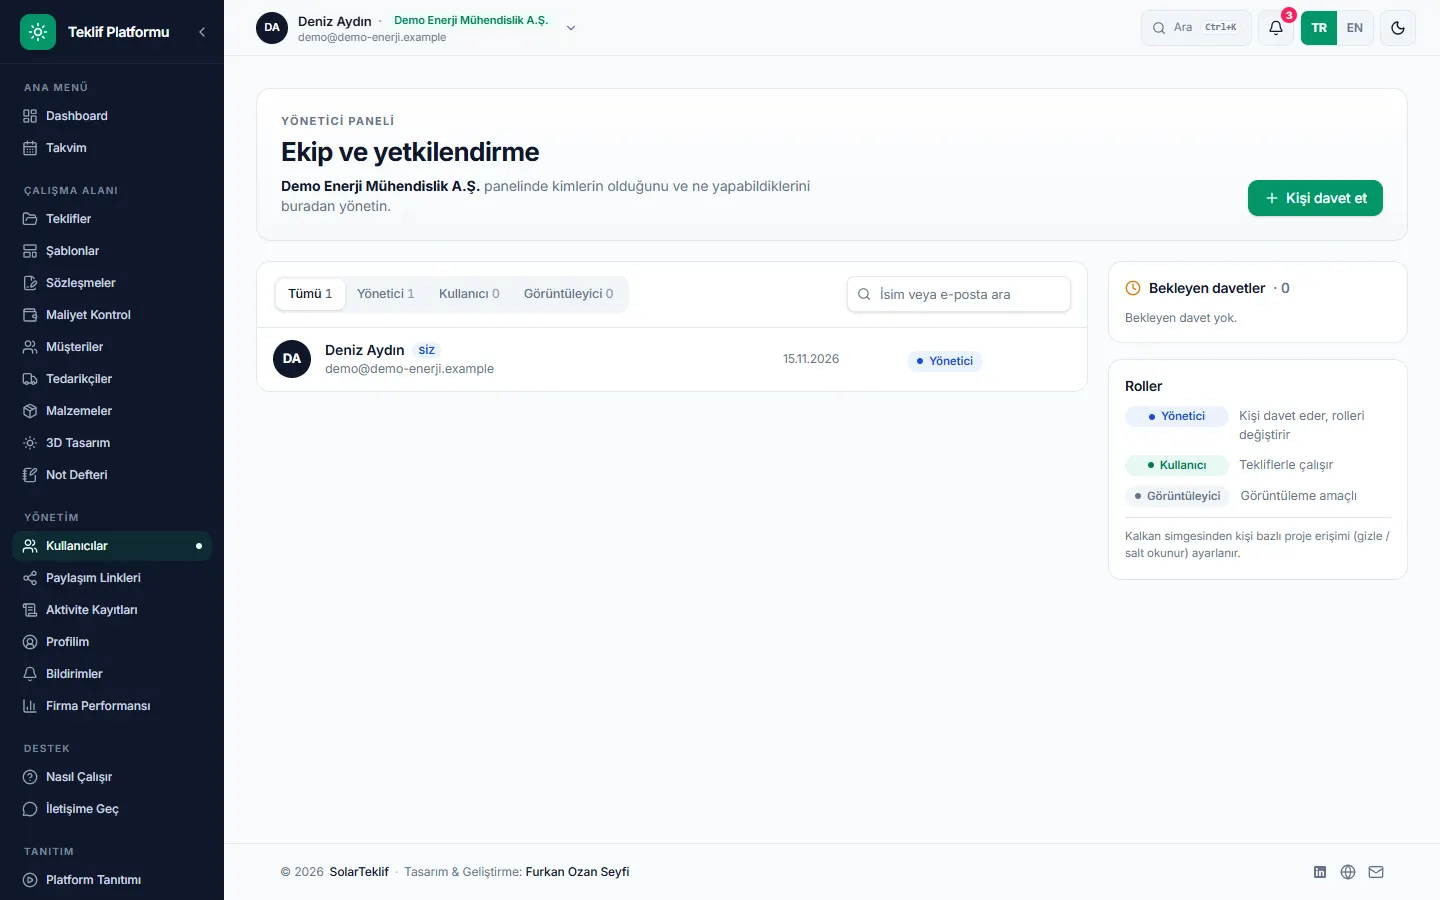 Teklif Platformu
ANA MENÜ
Dashboard
Takvim
ÇALIŞMA ALANI
Teklifler
Şablonlar
Sözleşmeler
Maliyet Kontrol
Müşteriler
Tedarikçiler
Malzemeler
3D Tasarım
Not Defteri
YÖNETİM
Kullanıcılar
Paylaşım Linkleri
Aktivite Kayıtları
Profilim
Bildirimler
Firma Performansı
DESTEK
Nasıl Çalışır
İletişime Geç
TANITIM
Platform Tanıtımı
DA
Deniz Aydın · Demo Enerji Mühendislik A.Ş.
demo@demo-enerji.example
Ara Ctrl+K
3
TR EN
YÖNETİCİ PANELİ
Ekip ve yetkilendirme
Demo Enerji Mühendislik A.Ş. panelinde kimlerin olduğunu ve ne yapabildiklerini
buradan yönetin.
+ Kişi davet et
Tümü 1 Yönetici 1 Kullanıcı 0 Görüntüleyici 0
İsim veya e-posta ara
DA
Deniz Aydın SİZ
demo@demo-enerji.example
15.11.2026
Yönetici
Bekleyen davetler · 0
Bekleyen davet yok.
Roller
Yönetici Kişi davet eder, rolleri
değiştirir
Kullanıcı Tekliflerle çalışır
Görüntüleyici Görüntüleme amaçlı
Kalkan simgesinden kişi bazlı proje erişimi (gizle /
salt okunur) ayarlanır.
© 2026 SolarTeklif · Tasarım & Geliştirme: Furkan Ozan Seyfi